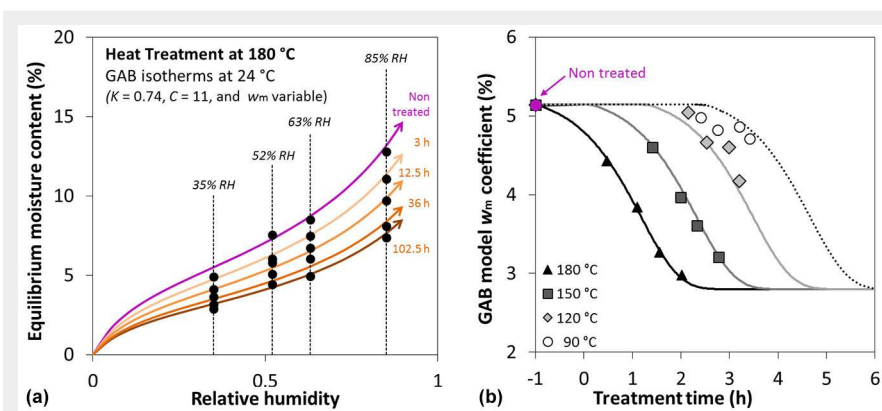 20
15
10
5
0
0
0.5
1
Equilibrium moisture content (%)
Relative humidity
(a)
Heat Treatment at 180 °C
GAB isotherms at 24 °C
(K = 0.74, C = 11, and wm variable)
85% RH
63% RH
52% RH
35% RH
Non
treated
3 h
12.5 h
36 h
102.5 h
6
5
4
3
2
-1
0
1
2
3
4
5
6
GAB model wm coefficient (%)
Treatment time (h)
(b)
Non treated
180 °C
150 °C
120 °C
90 °C